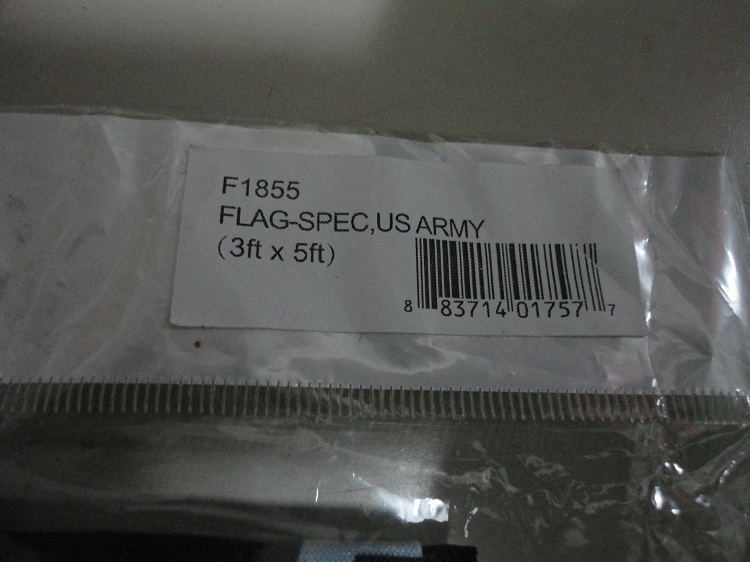 F1855
FLAG-SPEC,US ARMY
(3ft x 5ft)
8 83714 01757 7